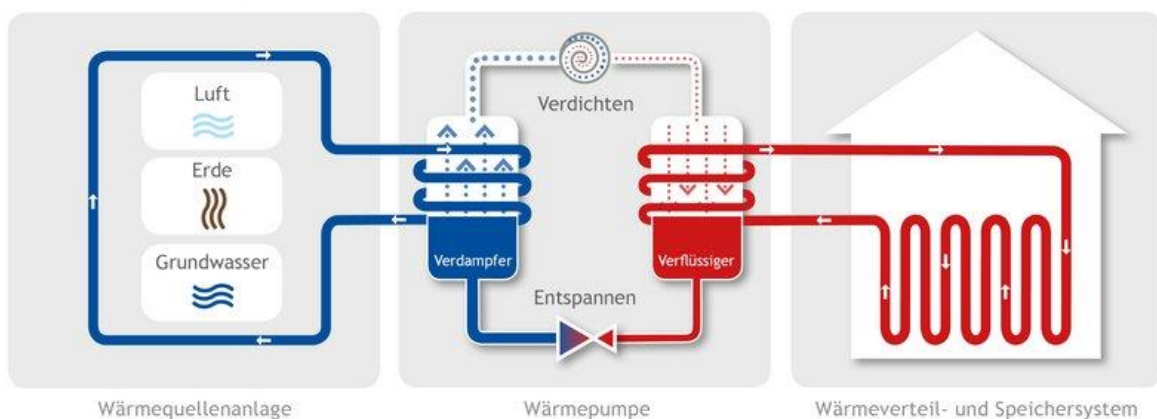 Luft
Erde
Grundwasser
Verdichten
Verdampfer
Verflüssiger
Entspannen
Wärmequellenanlage
Wärmepumpe
Wärmeverteil- und Speichersystem